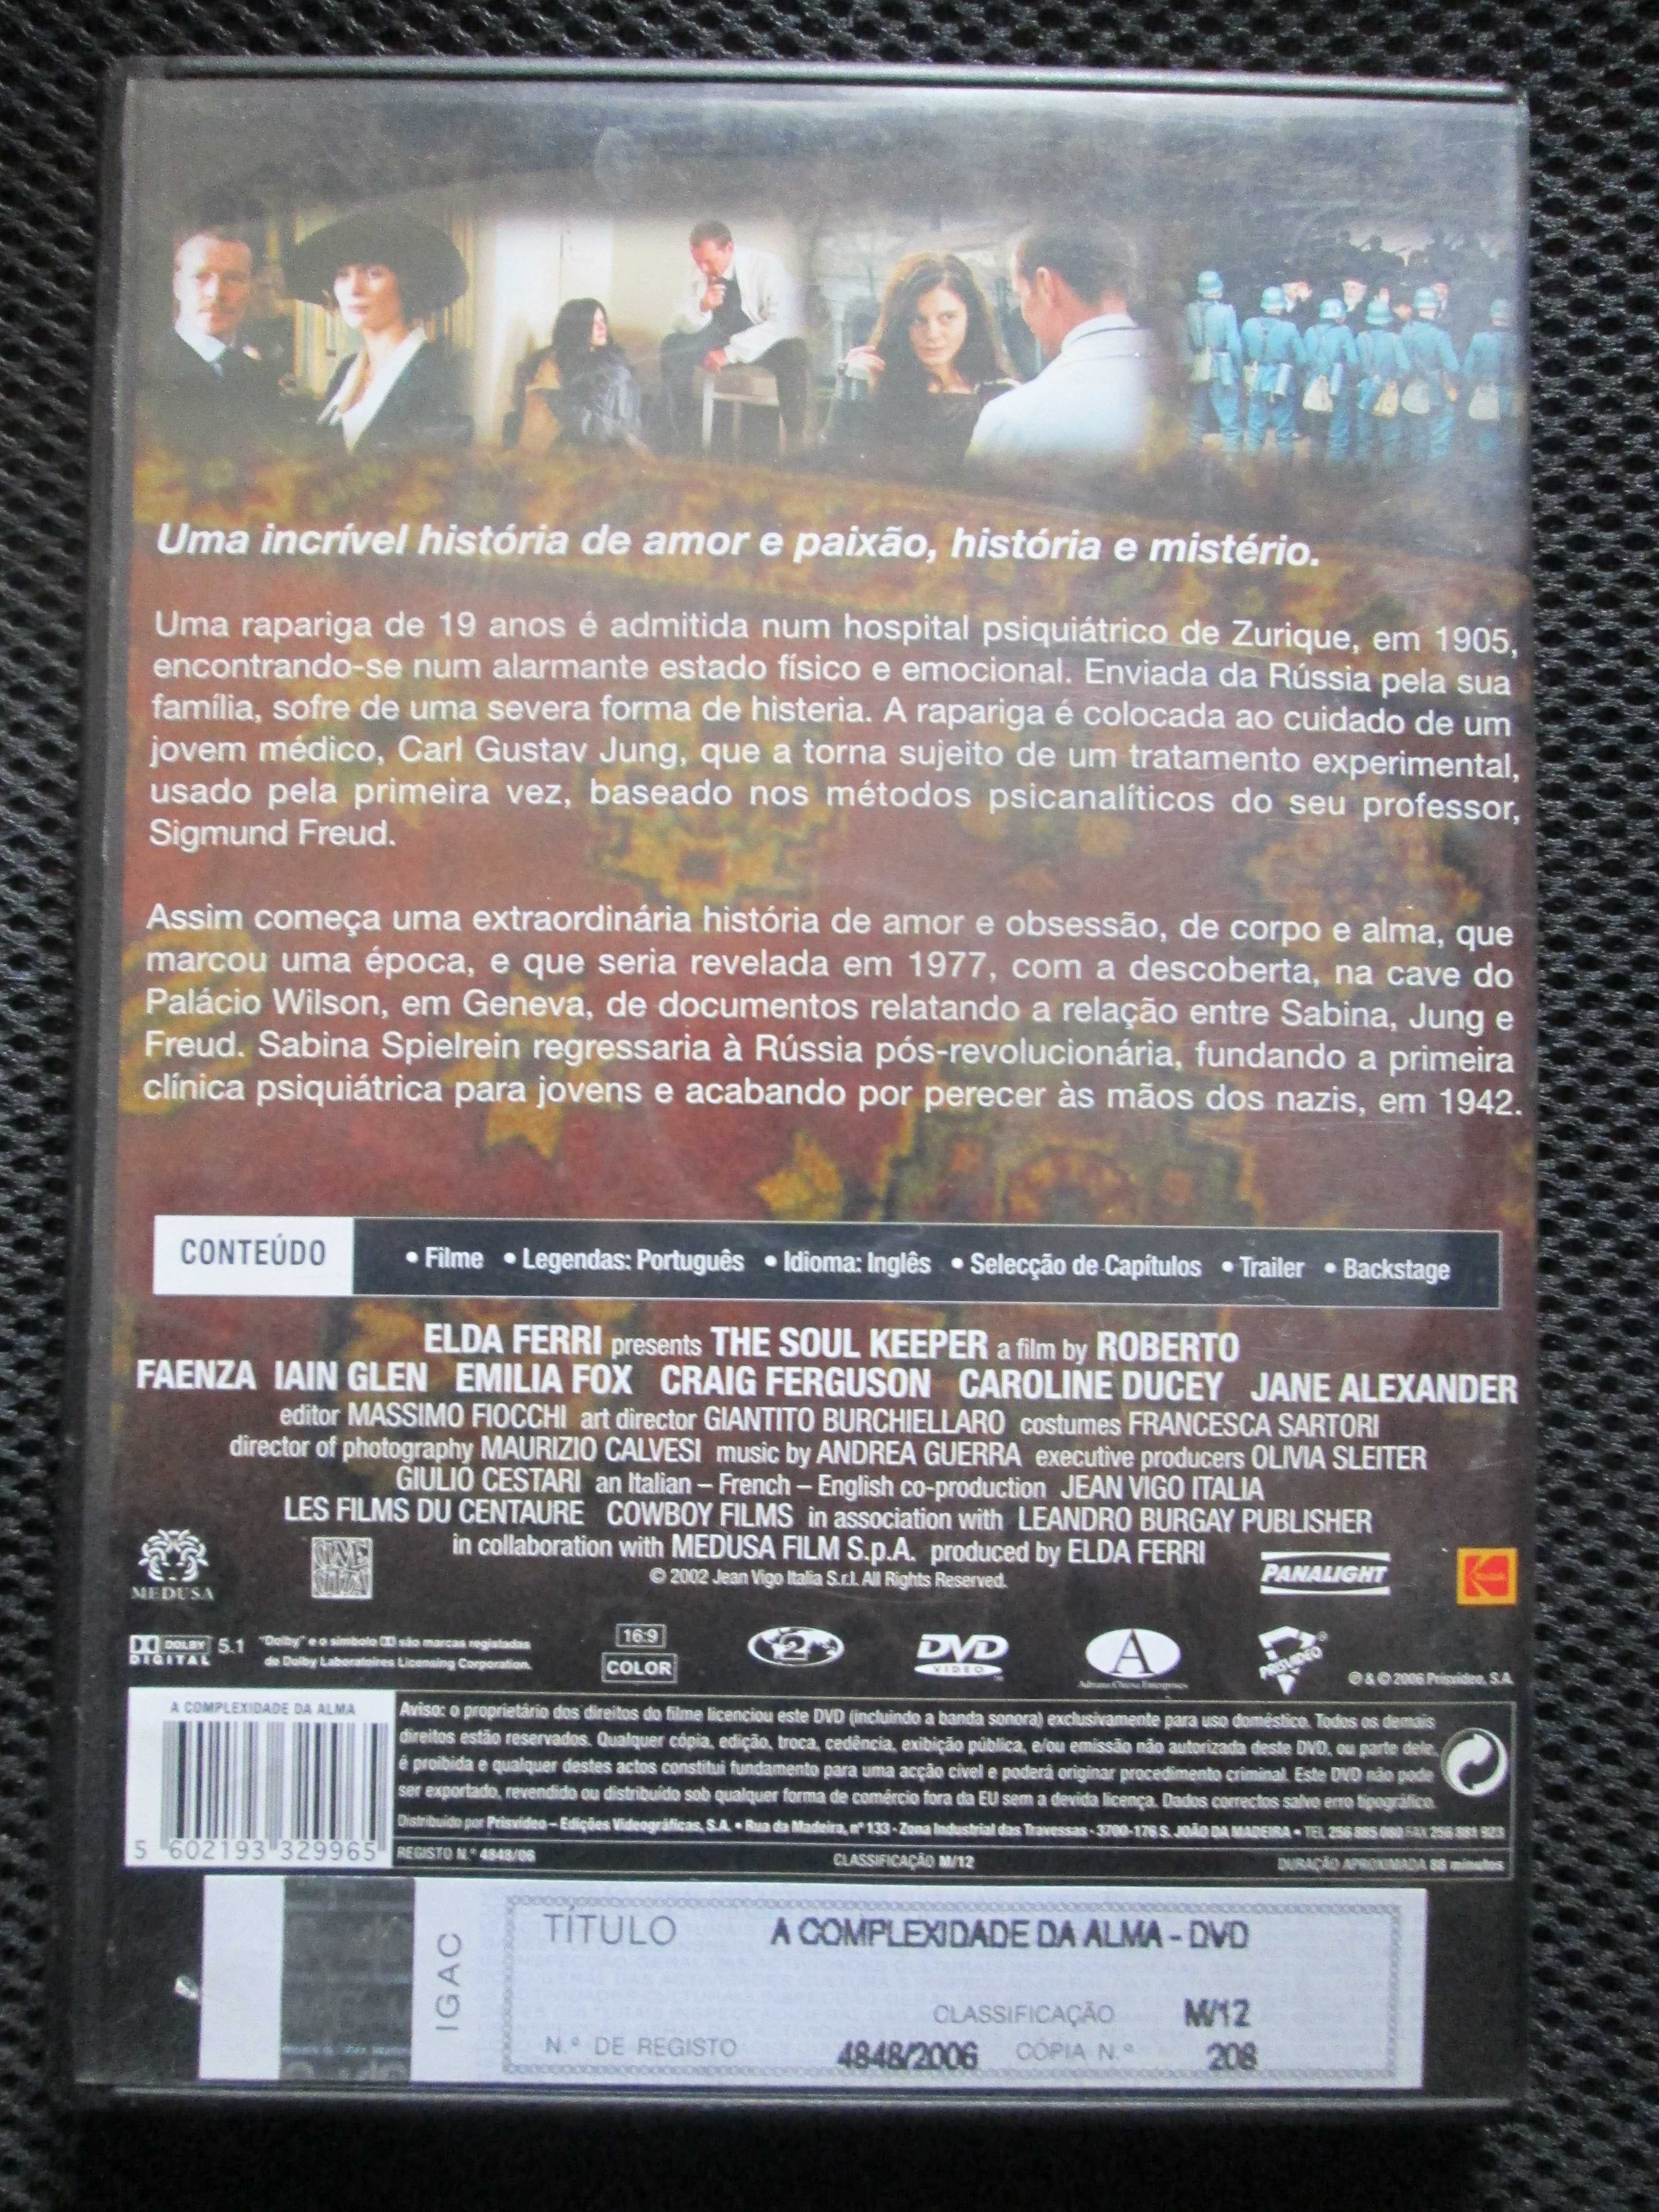 Uma incrível história de amor e paixão, história e mistério.
Uma rapariga de 19 anos é admitida num hospital psiquiátrico de Zurique, em 1905,
encontrando-se num alarmante estado físico e emocional. Enviada da Rússia pela sua
família, sofre de uma severa forma de histeria. A rapariga é colocada ao cuidado de um
jovem médico, Carl Gustav Jung, que a torna sujeito de um tratamento experimental,
usado pela primeira vez, baseado nos métodos psicanalíticos do seu professor,
Sigmund Freud.
Assim começa uma extraordinária história de amor e obsessão, de corpo e alma, que
marcou uma época, e que seria revelada em 1977, com a descoberta, na cave do
Palácio Wilson, em Geneva, de documentos relatando a relação entre Sabina, Jung e
Freud. Sabina Spielrein regressaria à Rússia pós-revolucionária, fundando a primeira
clínica psiquiátrica para jovens e acabando por perecer às mãos dos nazis, em 1942.
CONTEÚDO • Filme • Legendas: Português • Idioma: Inglês • Selecção de Capítulos • Trailer • Backstage
ELDA FERRI presents THE SOUL KEEPER a film by ROBERTO
FAENZA IAIN GLEN EMILIA FOX CRAIG FERGUSON CAROLINE DUCEY JANE ALEXANDER
editor MASSIMO FIOCCHI art director GIANTITO BURCHIELLARO costumes FRANCESCA SARTORI
director of photography MAURIZIO CALVESI music by ANDREA GUERRA executive producers OLIVIA SLEITER
GIULIO CESTARI an Italian – French – English co-production JEAN VIGO ITALIA
LES FILMS DU CENTAURE COWBOY FILMS in association with LEANDRO BURGAY PUBLISHER
in collaboration with MEDUSA FILM S.p.A. produced by ELDA FERRI
© 2002 Jean Vigo Italia S.r.l. All Rights Reserved.
MEDUSA
PANALIGHT
Kodak
DOLBY DIGITAL 5.1
"Dolby" e o símbolo DD são marcas registadas
de Dolby Laboratoires Licensing Corporation.
16:9
COLOR
2
DVD
VIDEO
A
PRISVIDEO
℗ & © 2006 Prisvideo, S.A.
A COMPLEXIDADE DA ALMA
5 602193 329965
Aviso: o proprietário dos direitos do filme licenciou este DVD (incluindo a banda sonora) exclusivamente para uso doméstico. Todos os demais
direitos estão reservados. Qualquer cópia, edição, troca, cedência, exibição pública, e/ou emissão não autorizada deste DVD, ou parte dele,
é proibida e qualquer destes actos constitui fundamento para uma acção cível e poderá originar procedimento criminal. Este DVD não pode
ser exportado, revendido ou distribuído sob qualquer forma de comércio fora da EU sem a devida licença. Dados correctos salvo erro tipográfico.
Distribuído por Prisvideo – Edições Videográficas, S.A. • Rua da Madeira, nº 133 - Zona Industrial das Travessas - 3700-176 S. JOÃO DA MADEIRA • TEL 256 885 080 FAX 256 881 923
REGISTO N.º 4848/06 CLASSIFICAÇÃO M/12 DURAÇÃO APROXIMADA 88 minutos
IGAC
TÍTULO A COMPLEXIDADE DA ALMA - DVD
CLASSIFICAÇÃO M/12
N.º DE REGISTO 4848/2006 CÓPIA N.º 208